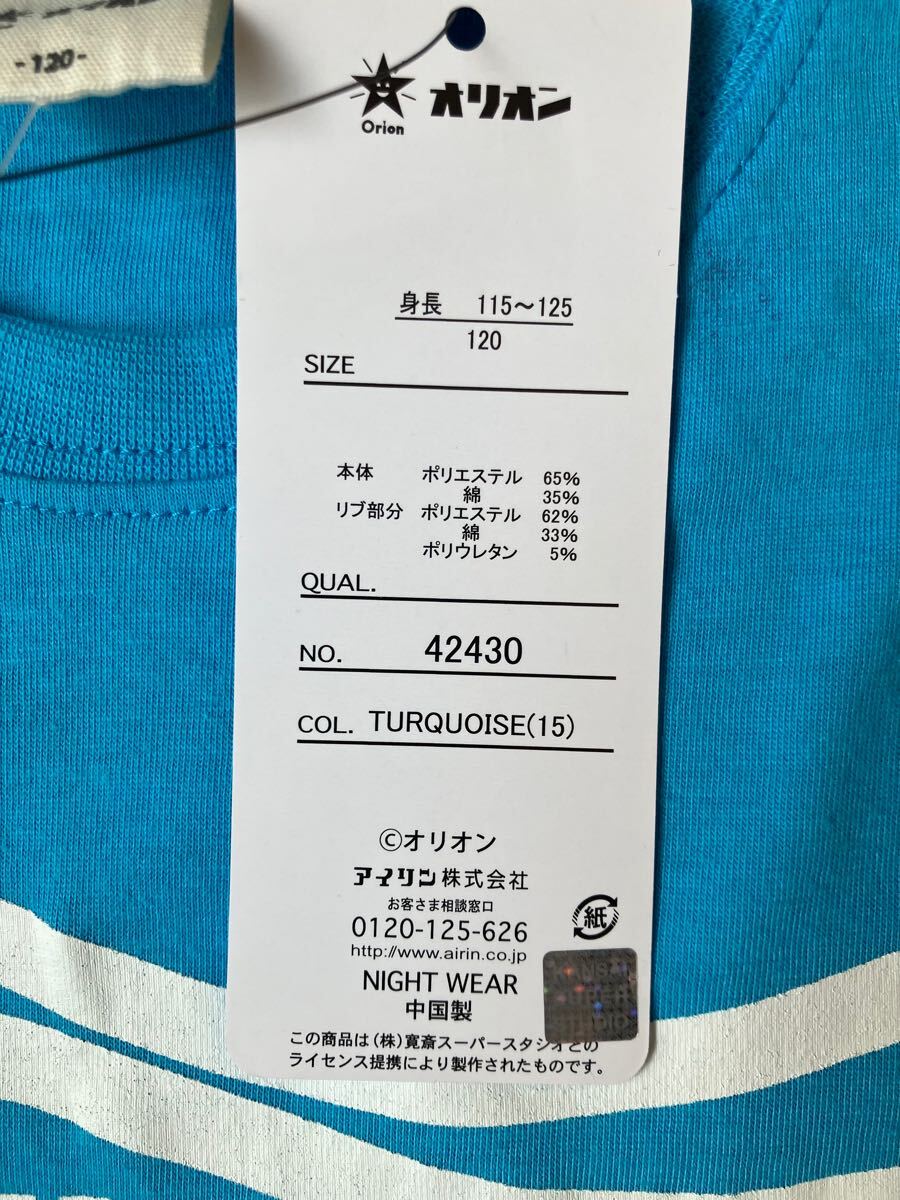 -120-
Orion
オリオン
身長 115～125
120
SIZE
本体 ポリエステル 65%
綿 35%
リブ部分 ポリエステル 62%
綿 33%
ポリウレタン 5%
QUAL.
NO. 42430
COL. TURQUOISE(15)
©オリオン
アイリン株式会社
お客さま相談窓口
0120-125-626
紙
http://www.airin.co.jp
NIGHT WEAR
中国製
この商品は(株)寛斎スーパースタジオとの
ライセンス提携により製作されたものです。